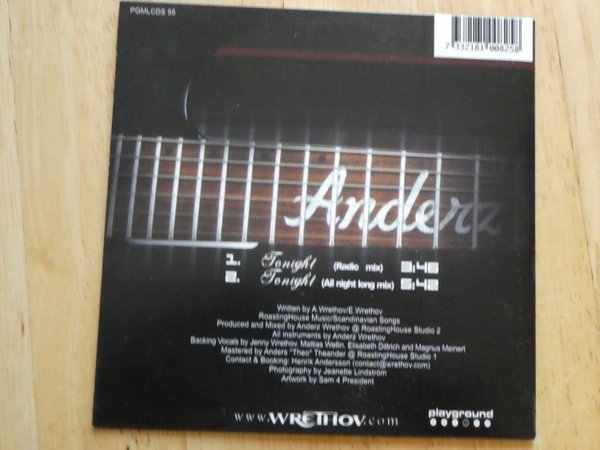 PGMLCDS 55
7 332181 008258
Anderz
1. Tonight (Radio mix) 3:46
2. Tonight (All night long mix) 5:42
Written by A.Wrethov/E.Wrethov
RoastingHouse Music/Scandinavian Songs
Produced and Mixed by Anderz Wrethov @ RoastingHouse Studio 2
All instruments by Anderz Wrethov
Backing Vocals by Jenny Wrethov, Mattias Wellin, Elisabeth Dittrich and Magnus Meinert
Mastered by Anders "Theo" Theander @ RoastingHouse Studio 1
Contact & Booking: Henrik Andersson (contact@wrethov.com)
Photography by Jeanette Lindström
Artwork by Sam 4 President
www.WRETHOV.com
playground